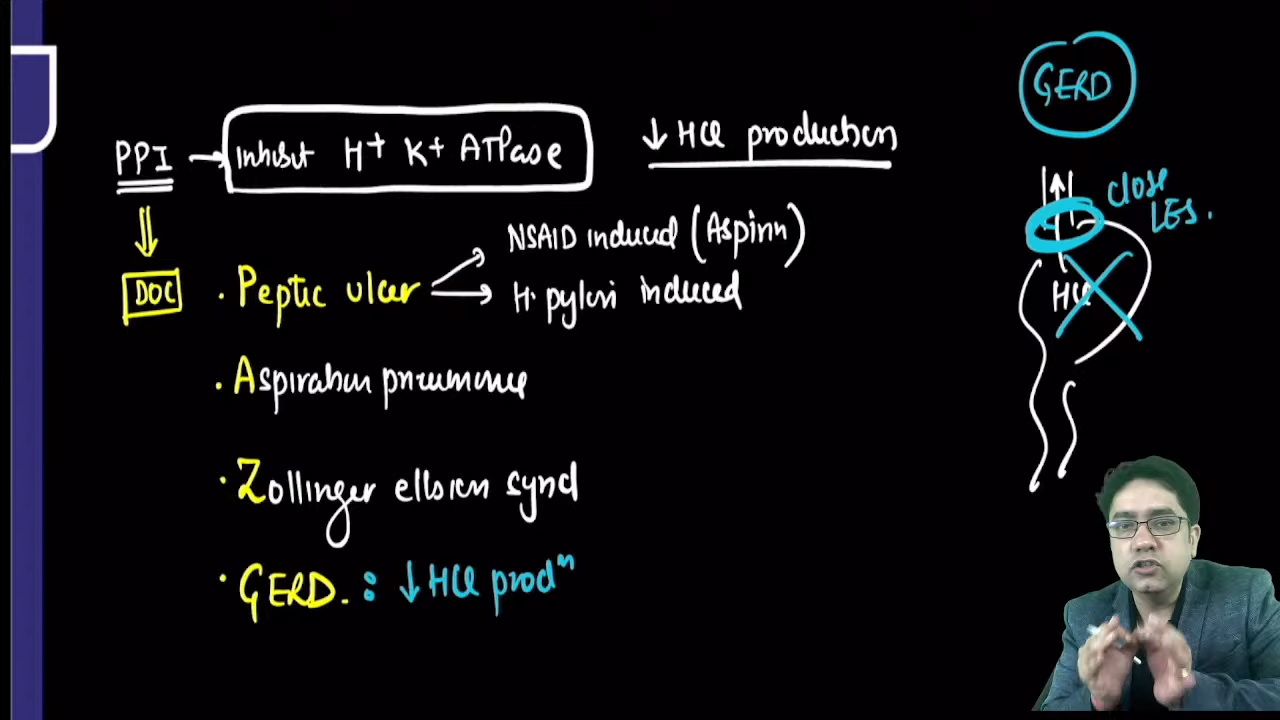 GERD
PPI → Inhibit H+ K+ ATPase ↓ HCl production
close
LES.
DOC
NSAID induced (Aspirin)
. Peptic ulcer
H. pylori induced
HCl
. Aspiration pneumonia
. Zollinger ellison synd
. GERD. : ↓ HCl prodⁿ